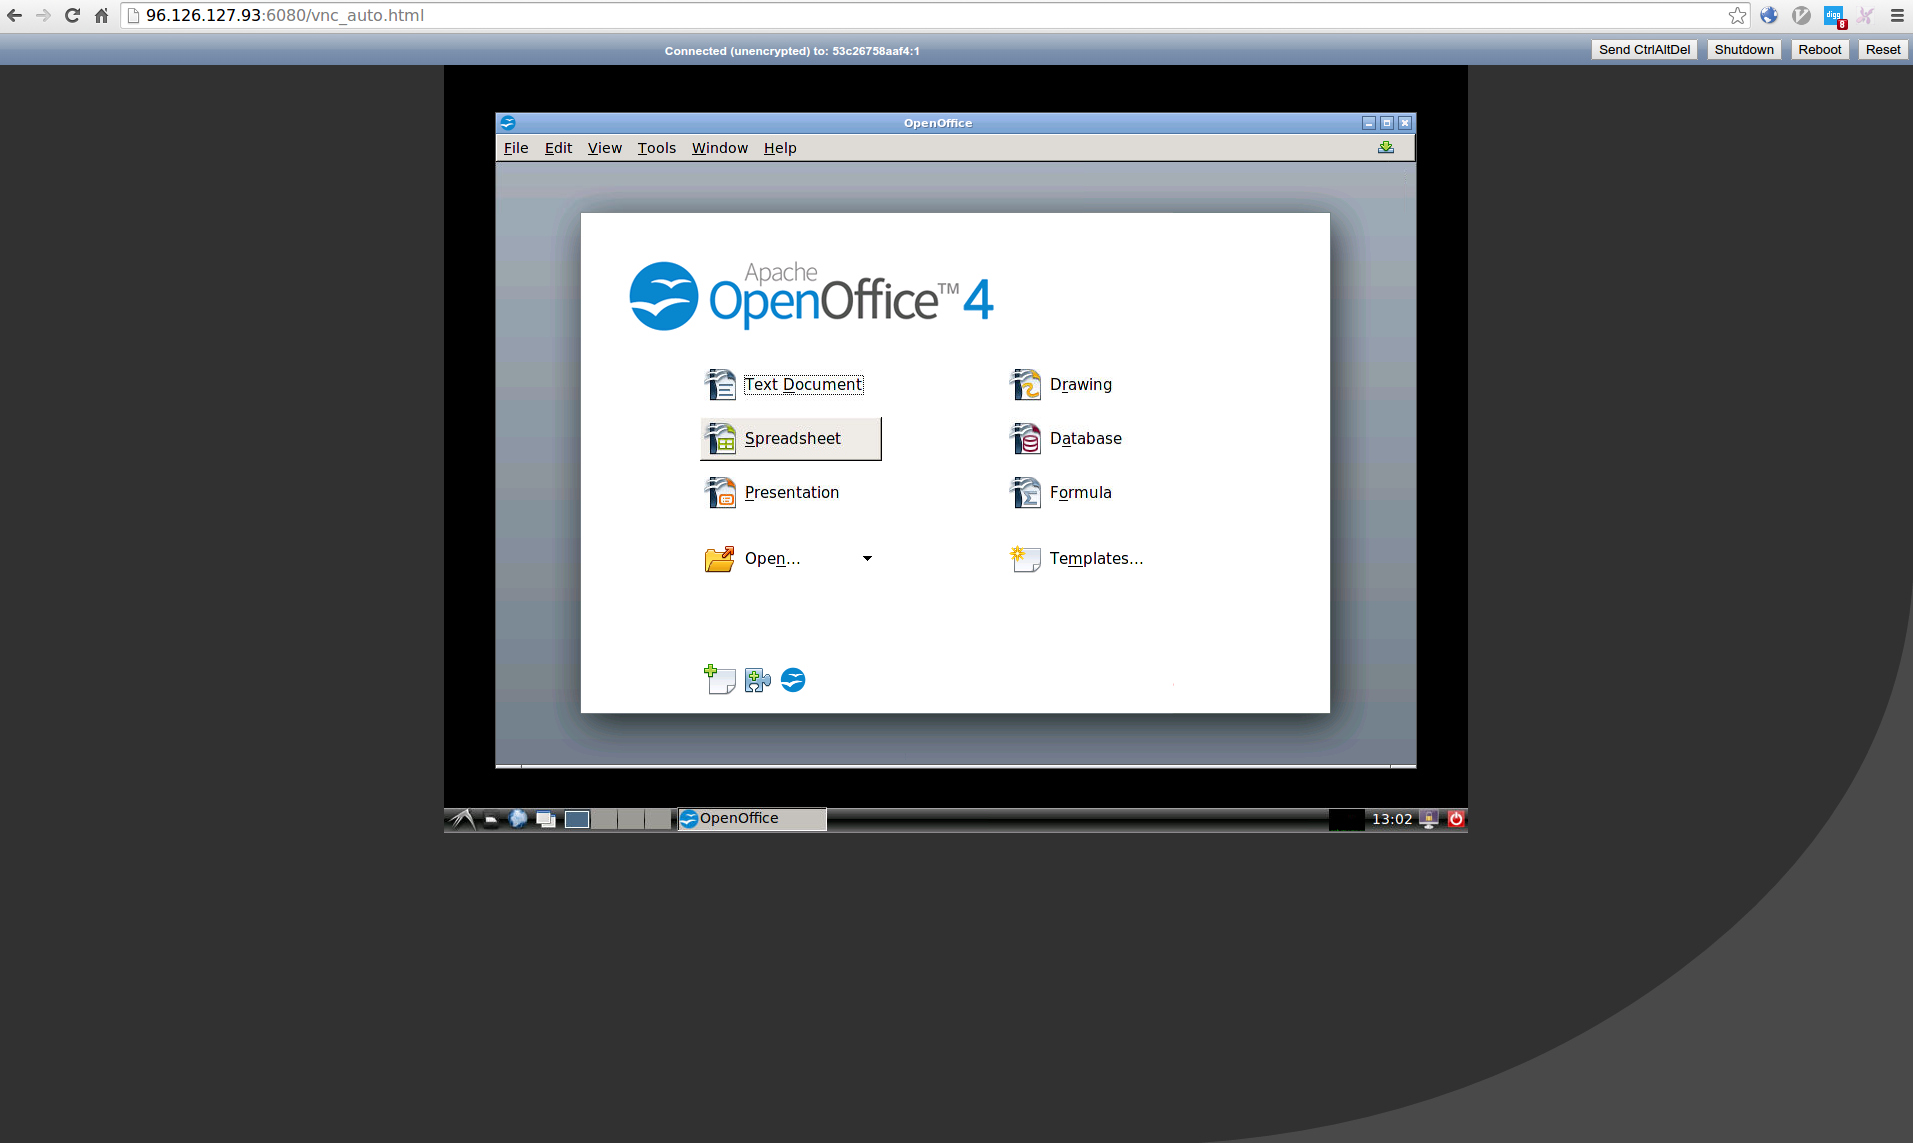 96.126.127.93:6080/vnc_auto.html
digg
8
Connected (unencrypted) to: 53c26758aaf4:1
Send CtrlAltDel Shutdown Reboot Reset
OpenOffice
File Edit View Tools Window Help
Apache
OpenOffice™ 4
Text Document Drawing
Spreadsheet Database
Presentation Formula
Open... Templates...
OpenOffice 13:02